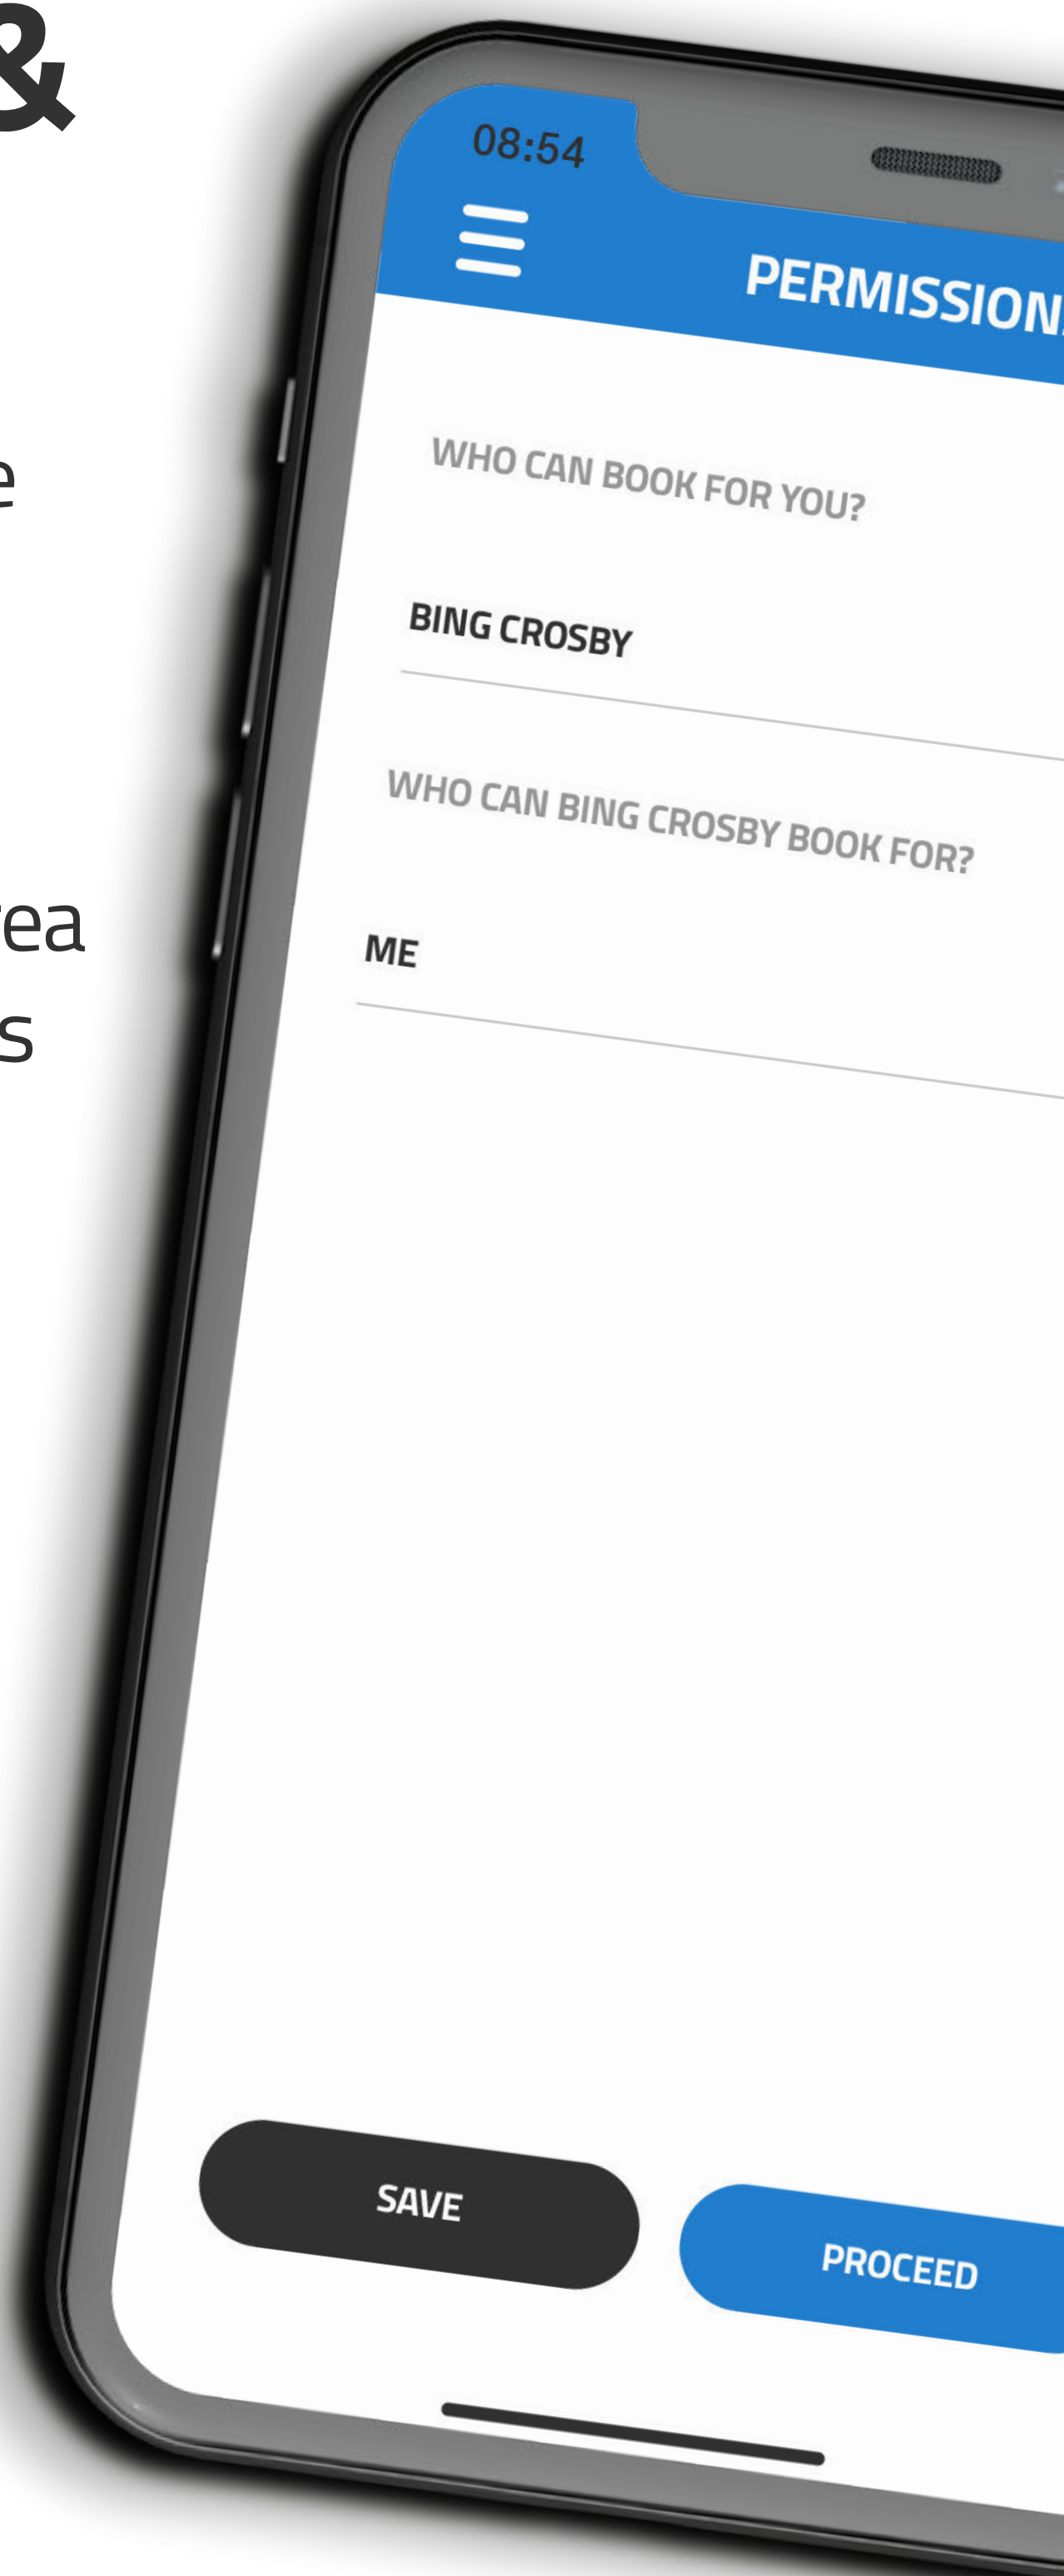 &
e
ea
s
08:54
PERMISSION
WHO CAN BOOK FOR YOU?
BING CROSBY
WHO CAN BING CROSBY BOOK FOR?
ME
SAVE
PROCEED